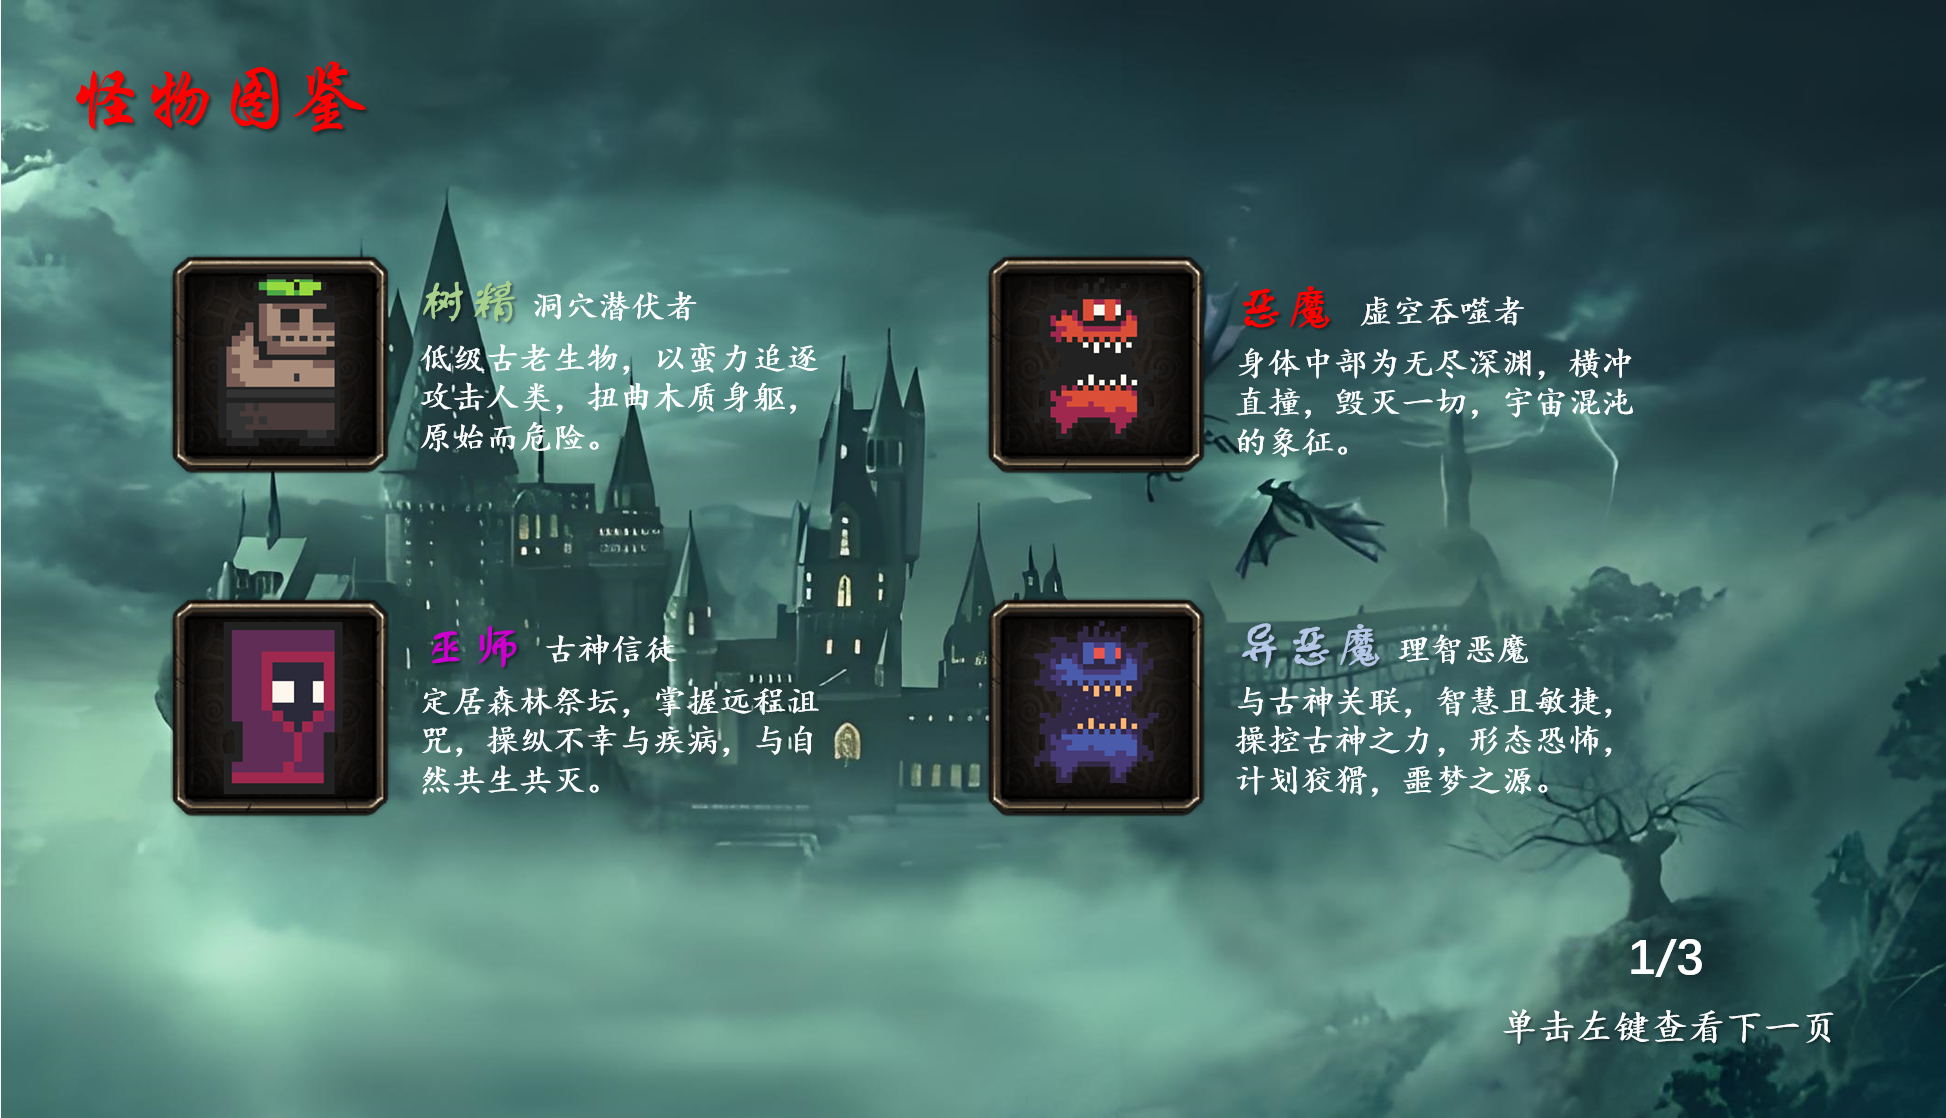 怪物图鉴
树精 洞穴潜伏者
低级古老生物，以蛮力追逐
攻击人类，扭曲木质身躯，
原始而危险。
恶魔 虚空吞噬者
身体中部为无尽深渊，横冲
直撞，毁灭一切，宇宙混沌
的象征。
巫师 古神信徒
定居森林祭坛，掌握远程诅
咒，操纵不幸与疾病，与自
然共生共灭。
异恶魔 理智恶魔
与古神关联，智慧且敏捷，
操控古神之力，形态恐怖，
计划狡猾，噩梦之源。
1/3
单击左键查看下一页